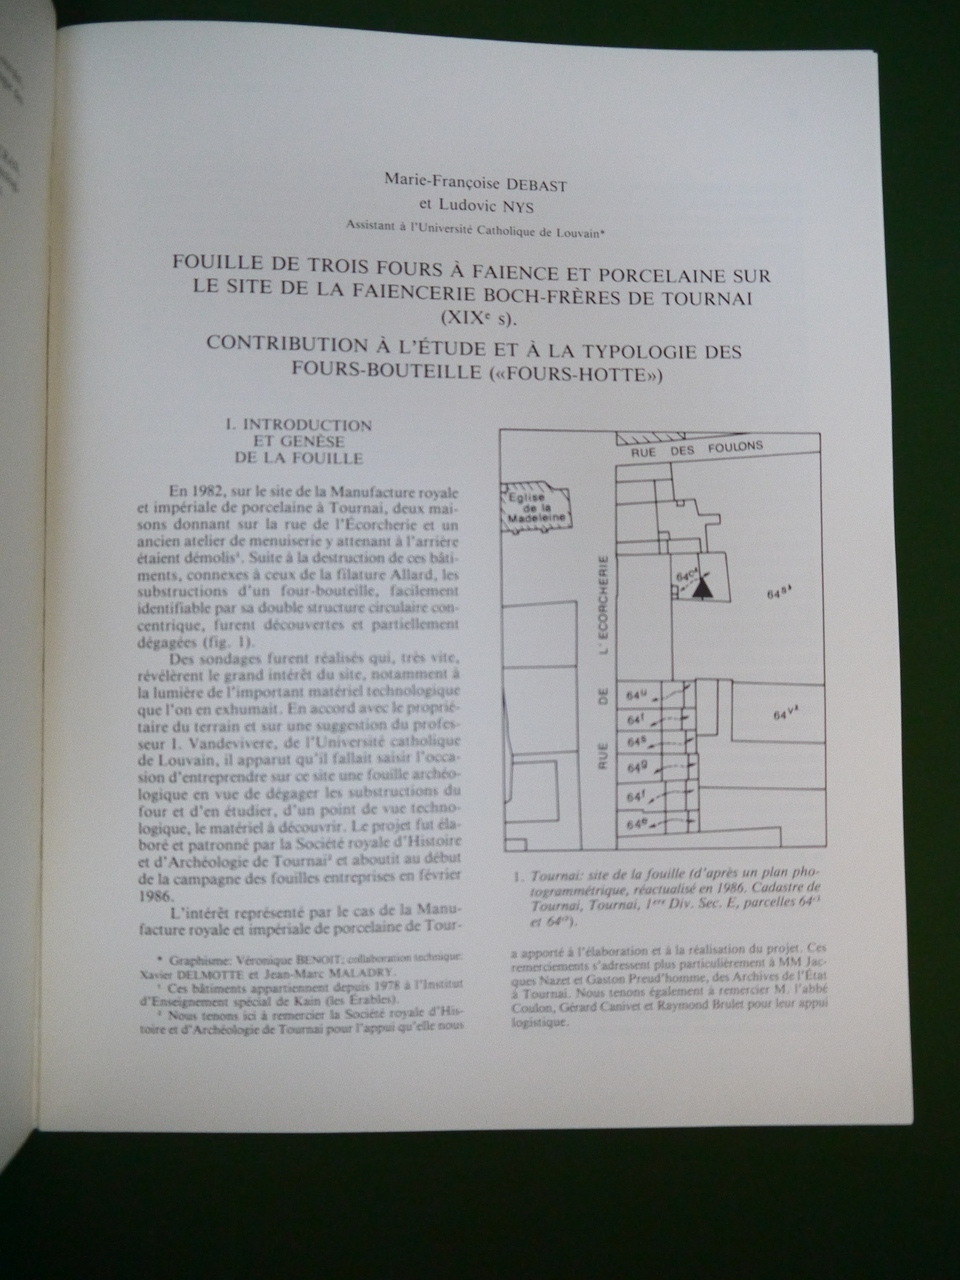 Marie-Françoise DEBAST
et Ludovic NYS
Assistant à l'Université Catholique de Louvain*
FOUILLE DE TROIS FOURS À FAIENCE ET PORCELAINE SUR
LE SITE DE LA FAIENCERIE BOCH-FRÈRES DE TOURNAI
(XIXe s).
CONTRIBUTION À L'ÉTUDE ET À LA TYPOLOGIE DES
FOURS-BOUTEILLE («FOURS-HOTTE»)
I. INTRODUCTION
ET GENÈSE
DE LA FOUILLE
En 1982, sur le site de la Manufacture royale
et impériale de porcelaine à Tournai, deux mai-
sons donnant sur la rue de l'Écorcherie et un
ancien atelier de menuiserie y attenant à l'arrière
étaient démolis¹. Suite à la destruction de ces bâti-
ments, connexes à ceux de la filature Allard, les
substructions d'un four-bouteille, facilement
identifiable par sa double structure circulaire con-
centrique, furent découvertes et partiellement
dégagées (fig. 1).
Des sondages furent réalisés qui, très vite,
révélèrent le grand intérêt du site, notamment à
la lumière de l'important matériel technologique
que l'on en exhumait. En accord avec le proprié-
taire du terrain et sur une suggestion du profes-
seur I. Vandevivere, de l'Université catholique
de Louvain, il apparut qu'il fallait saisir l'occa-
sion d'entreprendre sur ce site une fouille archéo-
logique en vue de dégager les substructions du
four et d'en étudier, d'un point de vue techno-
logique, le matériel à découvrir. Le projet fut éla-
boré et patronné par la Société royale d'Histoire
et d'Archéologie de Tournai² et aboutit au début
de la campagne des fouilles entreprises en février
1986.
L'intérêt représenté par le cas de la Manu-
facture royale et impériale de porcelaine de Tour-
* Graphisme: Véronique BENOIT; collaboration technique:
Xavier DELMOTTE et Jean-Marc MALADRY.
¹ Ces bâtiments appartiennent depuis 1978 à l'Institut
d'Enseignement spécial de Kain (les Érables).
² Nous tenons ici à remercier la Société royale d'His-
toire et d'Archéologie de Tournai pour l'appui qu'elle nous
RUE DES FOULONS
Eglise
de la
Madeleine
RUE DE L'ECORCHERIE
64
64
64u
64t
64s
64g
64f
64e
64
1. Tournai: site de la fouille (d'après un plan pho-
togrammétrique, réactualisé en 1986. Cadastre de
Tournai, Tournai, 1res Div. Sec. E, parcelles 64
et 64).
a apporté à l'élaboration et à la réalisation du projet. Ces
remerciements s'adressent plus particulièrement à MM Jac-
ques Nazet et Gaston Preud'homme, des Archives de l'État
à Tournai. Nous tenons également à remercier M. l'abbé
Coulon, Gérard Canivet et Raymond Brulet pour leur appui
logistique.